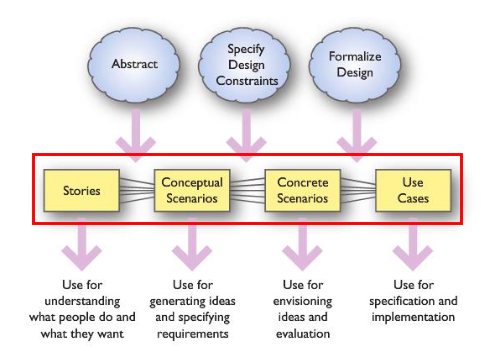 Abstract
Specify
Design
Constraints
Formalize
Design
Stories
Conceptual
Scenarios
Concrete
Scenarios
Use
Cases
Use for
understanding
what people do and
what they want
Use for
generating ideas
and specifying
requirements
Use for
envisioning
ideas and
evaluation
Use for
specification and
implementation